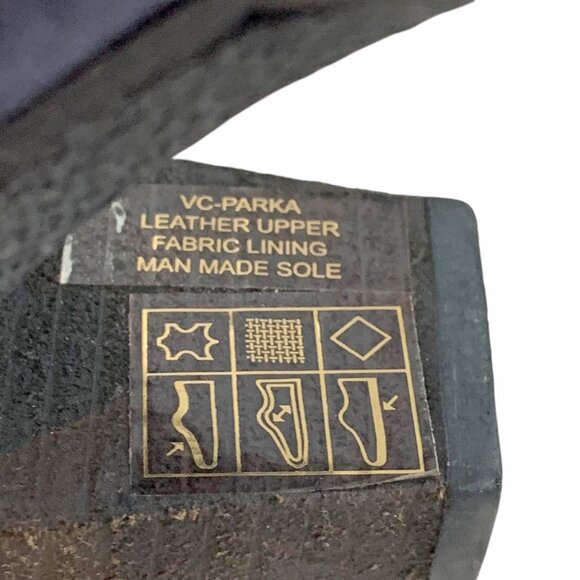 VC-PARKA
LEATHER UPPER
FABRIC LINING
MAN MADE SOLE